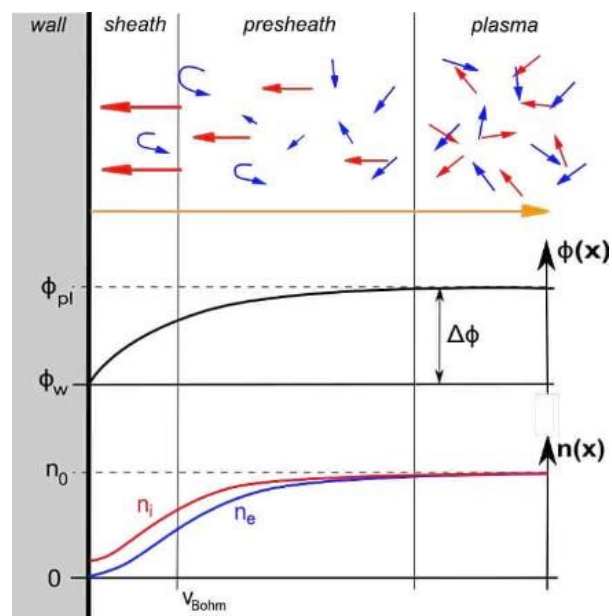 wall sheath presheath plasma
ϕ(x)
ϕpl
Δϕ
ϕw
n(x)
n0
ni
ne
0
vBohm